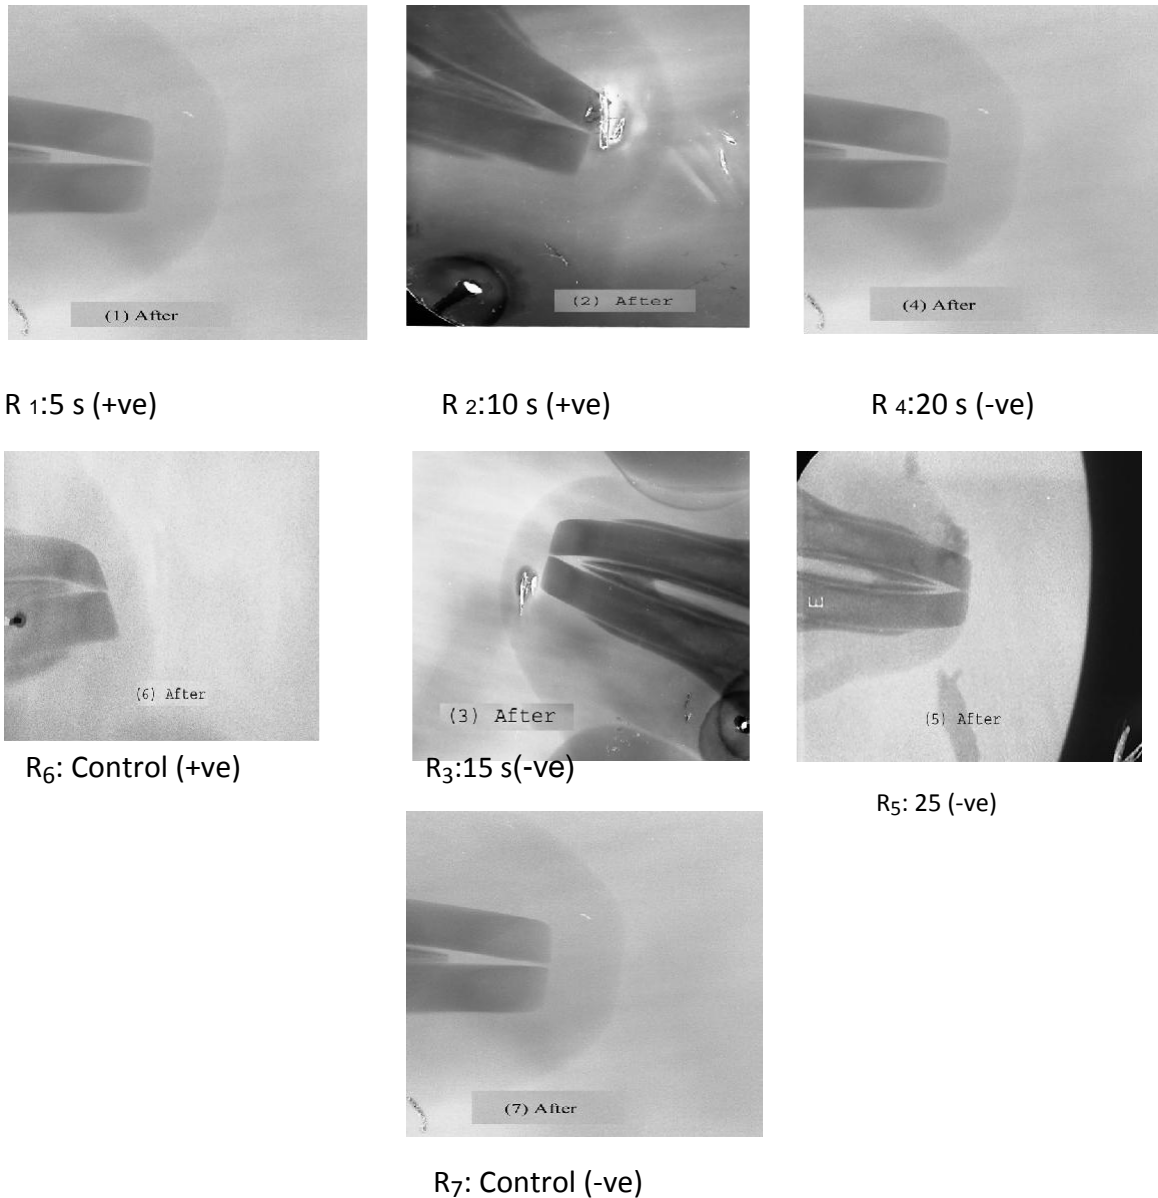 (1) After
(2) After
(4) After
R 1:5 s (+ve)
R 2:10 s (+ve)
R 4:20 s (-ve)
E
(6) After
(3) After
(5) After
R6: Control (+ve)
R3:15 s(-ve)
R5: 25 (-ve)
(7) After
R7: Control (-ve)